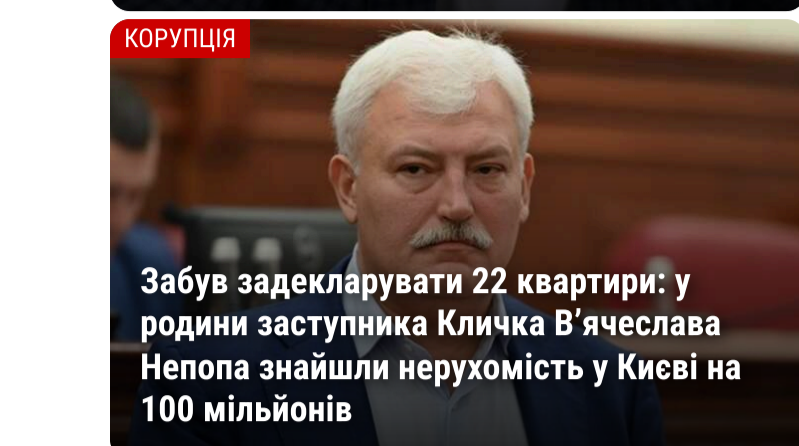 КОРУПЦІЯ
Забув задекларувати 22 квартири: у
родини заступника Кличка В’ячеслава
Непопа знайшли нерухомість у Києві на
100 мільйонів